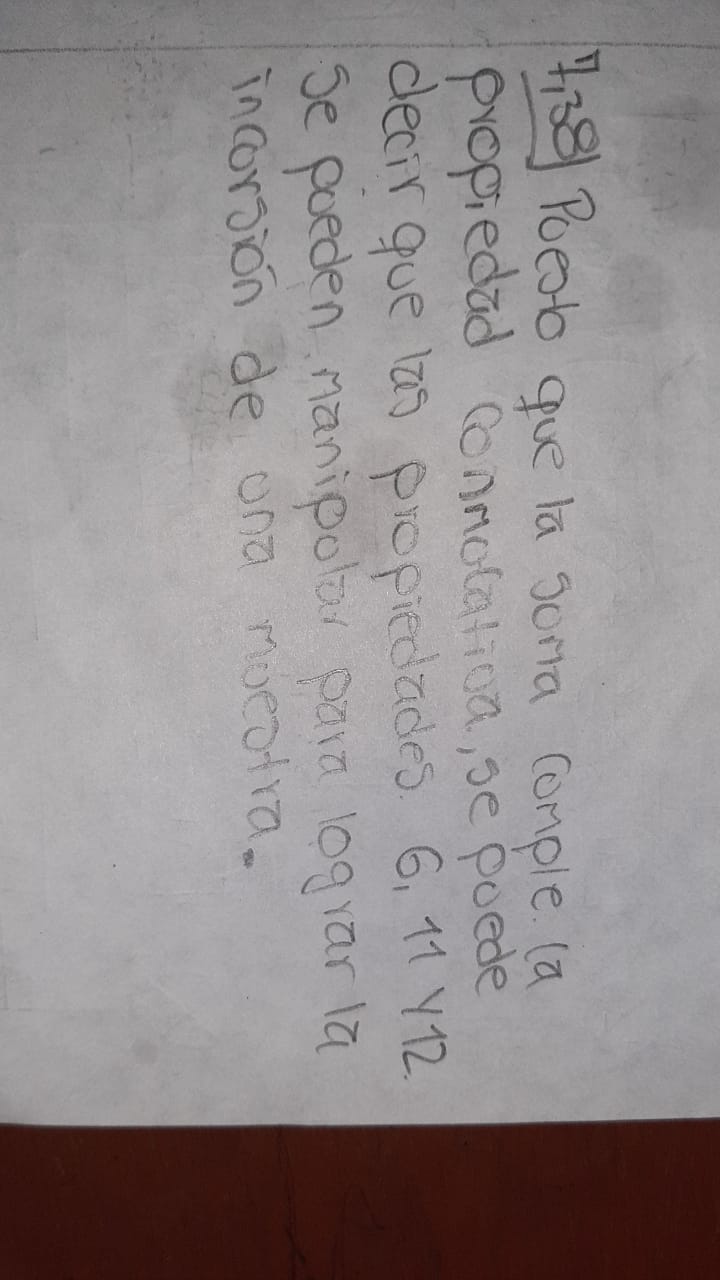 7,38) Puesto que la suma cumple la
propiedad conmutativa, se puede
decir que las propiedades 6, 11 y 12.
Se pueden manipular para lograr la
incursión de una muestra.